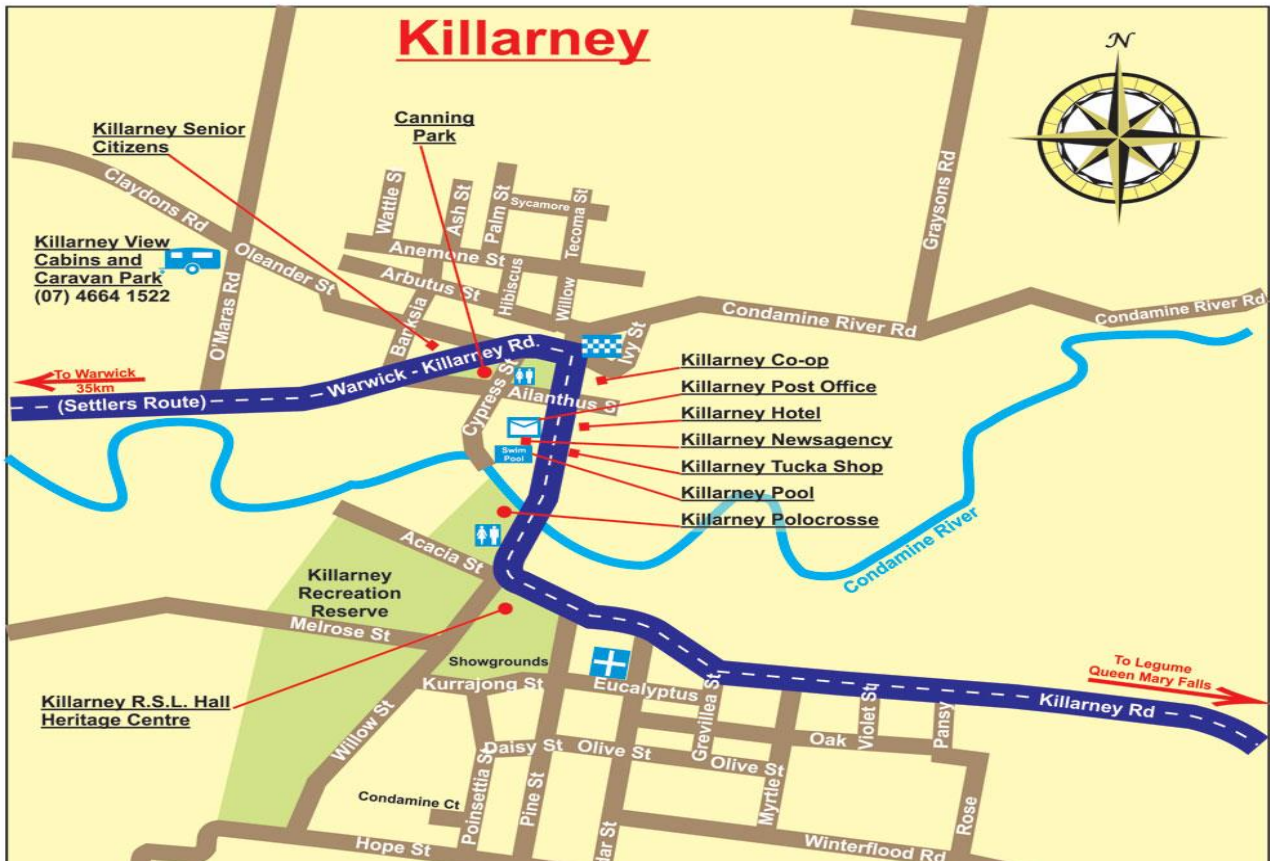 Killarney
N
Killarney Senior
Citizens
Canning
Park
Claydons Rd
Oleander St
O'Maras Rd
Killarney View
Cabins and
Caravan Park
(07) 4664 1522
Wattle S
Ash St
Palm St
Sycamore
Tecoma St
Anemone St
Arbutus St
Hibiscus
Willow
Banksia
Graysons Rd
Condamine River Rd
Condamine River Rd
Ivy St
To Warwick
35km
(Settlers Route)
Warwick - Killarney Rd.
Cypress St
Ailanthus S
Swim
Pool
Killarney Co-op
Killarney Post Office
Killarney Hotel
Killarney Newsagency
Killarney Tucka Shop
Killarney Pool
Killarney Polocrosse
Condamine River
Acacia St
Killarney
Recreation
Reserve
Melrose St
Showgrounds
Killarney R.S.L. Hall
Heritage Centre
Willow St
Kurrajong St
Eucalyptus
Grevillea St
To Legume
Queen Mary Falls
Killarney Rd
Violet St
Pansy
Oak
Daisy St
Olive St
Olive St
Myrtle
Poinsettia St
Pine St
dar St
Rose
Condamine Ct
Hope St
Winterflood Rd